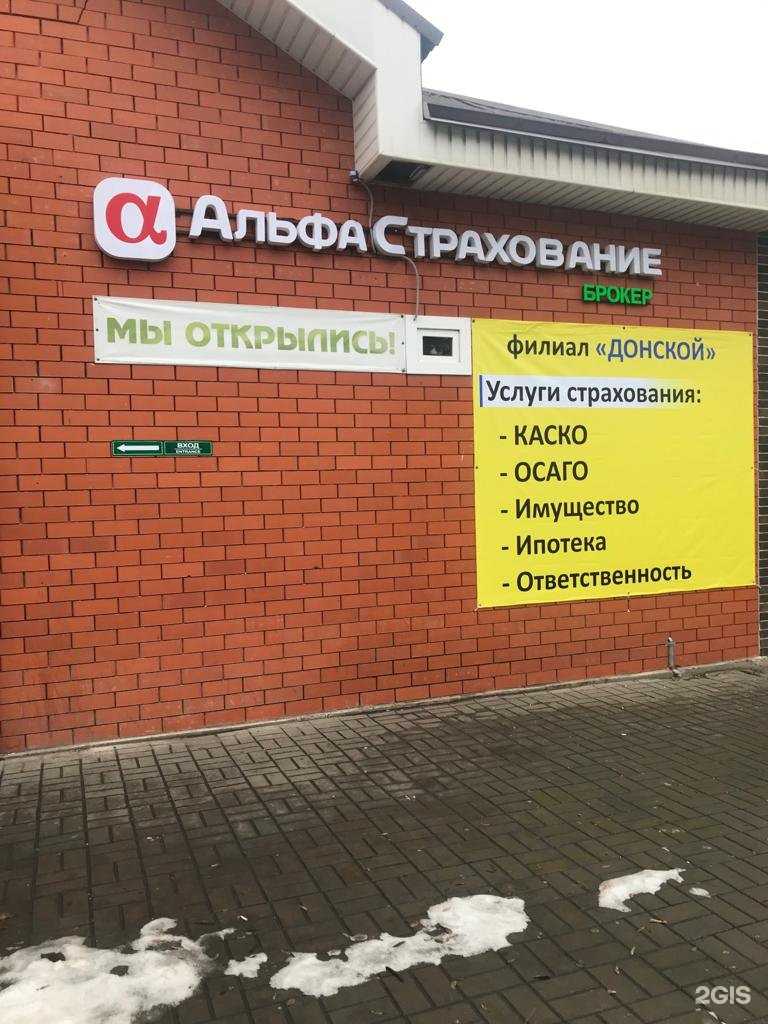 α АльфаСтрахование
БРОКЕР
МЫ ОТКРЫЛИСЬ!
филиал «ДОНСКОЙ»
Услуги страхования:
- КАСКО
- ОСАГО
- Имущество
- Ипотека
- Ответственность
ВХОД
ENTRANCE
2GIS